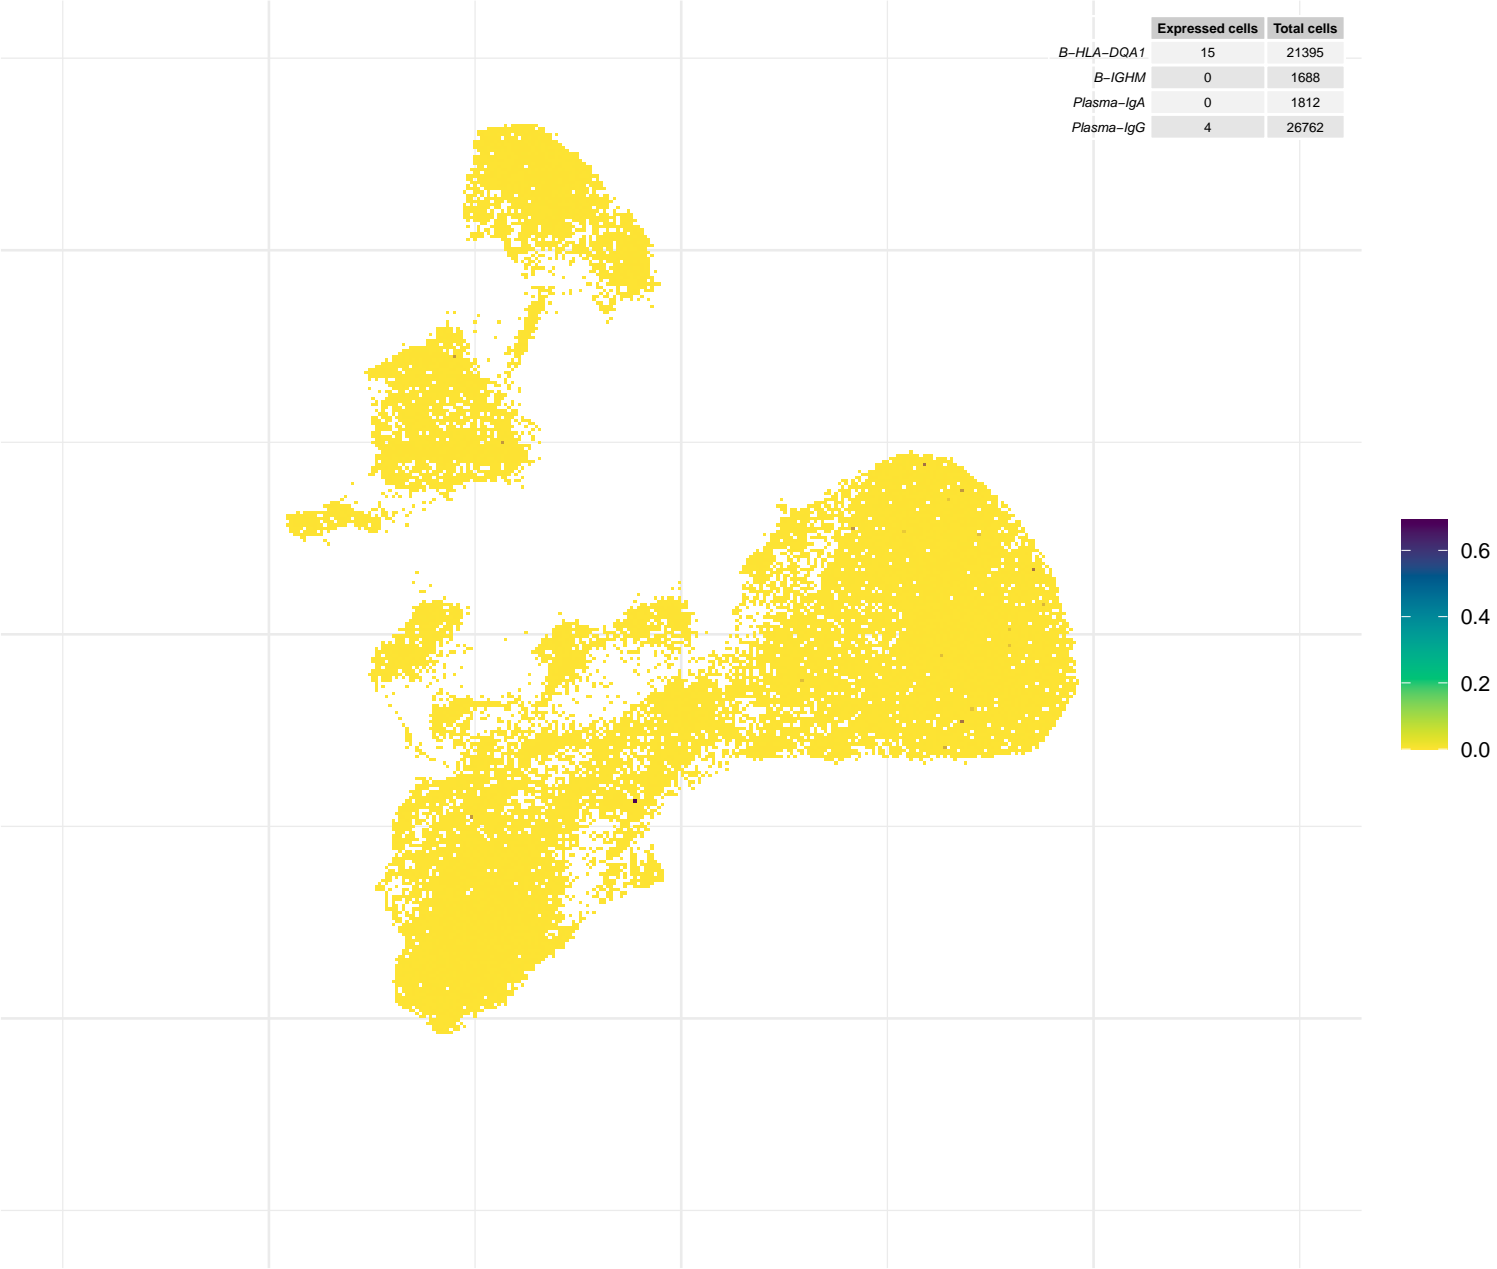 Expressed cells Total cells
B−HLA−DQA1 15 21395
B−IGHM 0 1688
Plasma−IgA 0 1812
Plasma−IgG 4 26762
0.6
0.4
0.2
0.0